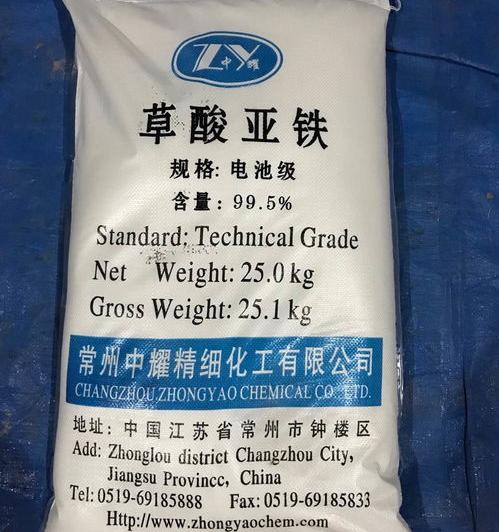 ZY
中 耀
草酸亚铁
规格: 电池级
含量: 99.5%
Standard: Technical Grade
Net Weight: 25.0 kg
Gross Weight: 25.1 kg
常州中耀精细化工有限公司
CHANGZHOU ZHONGYAO CHEMICAL CO LTD.
地址: 中国江苏省常州市钟楼区
Add: Zhonglou district Changzhou City,
Jiangsu Provincc, China
Tel: 0519-69185888 Fax: 0519-69185833
Http://www.zhongyaochem.com